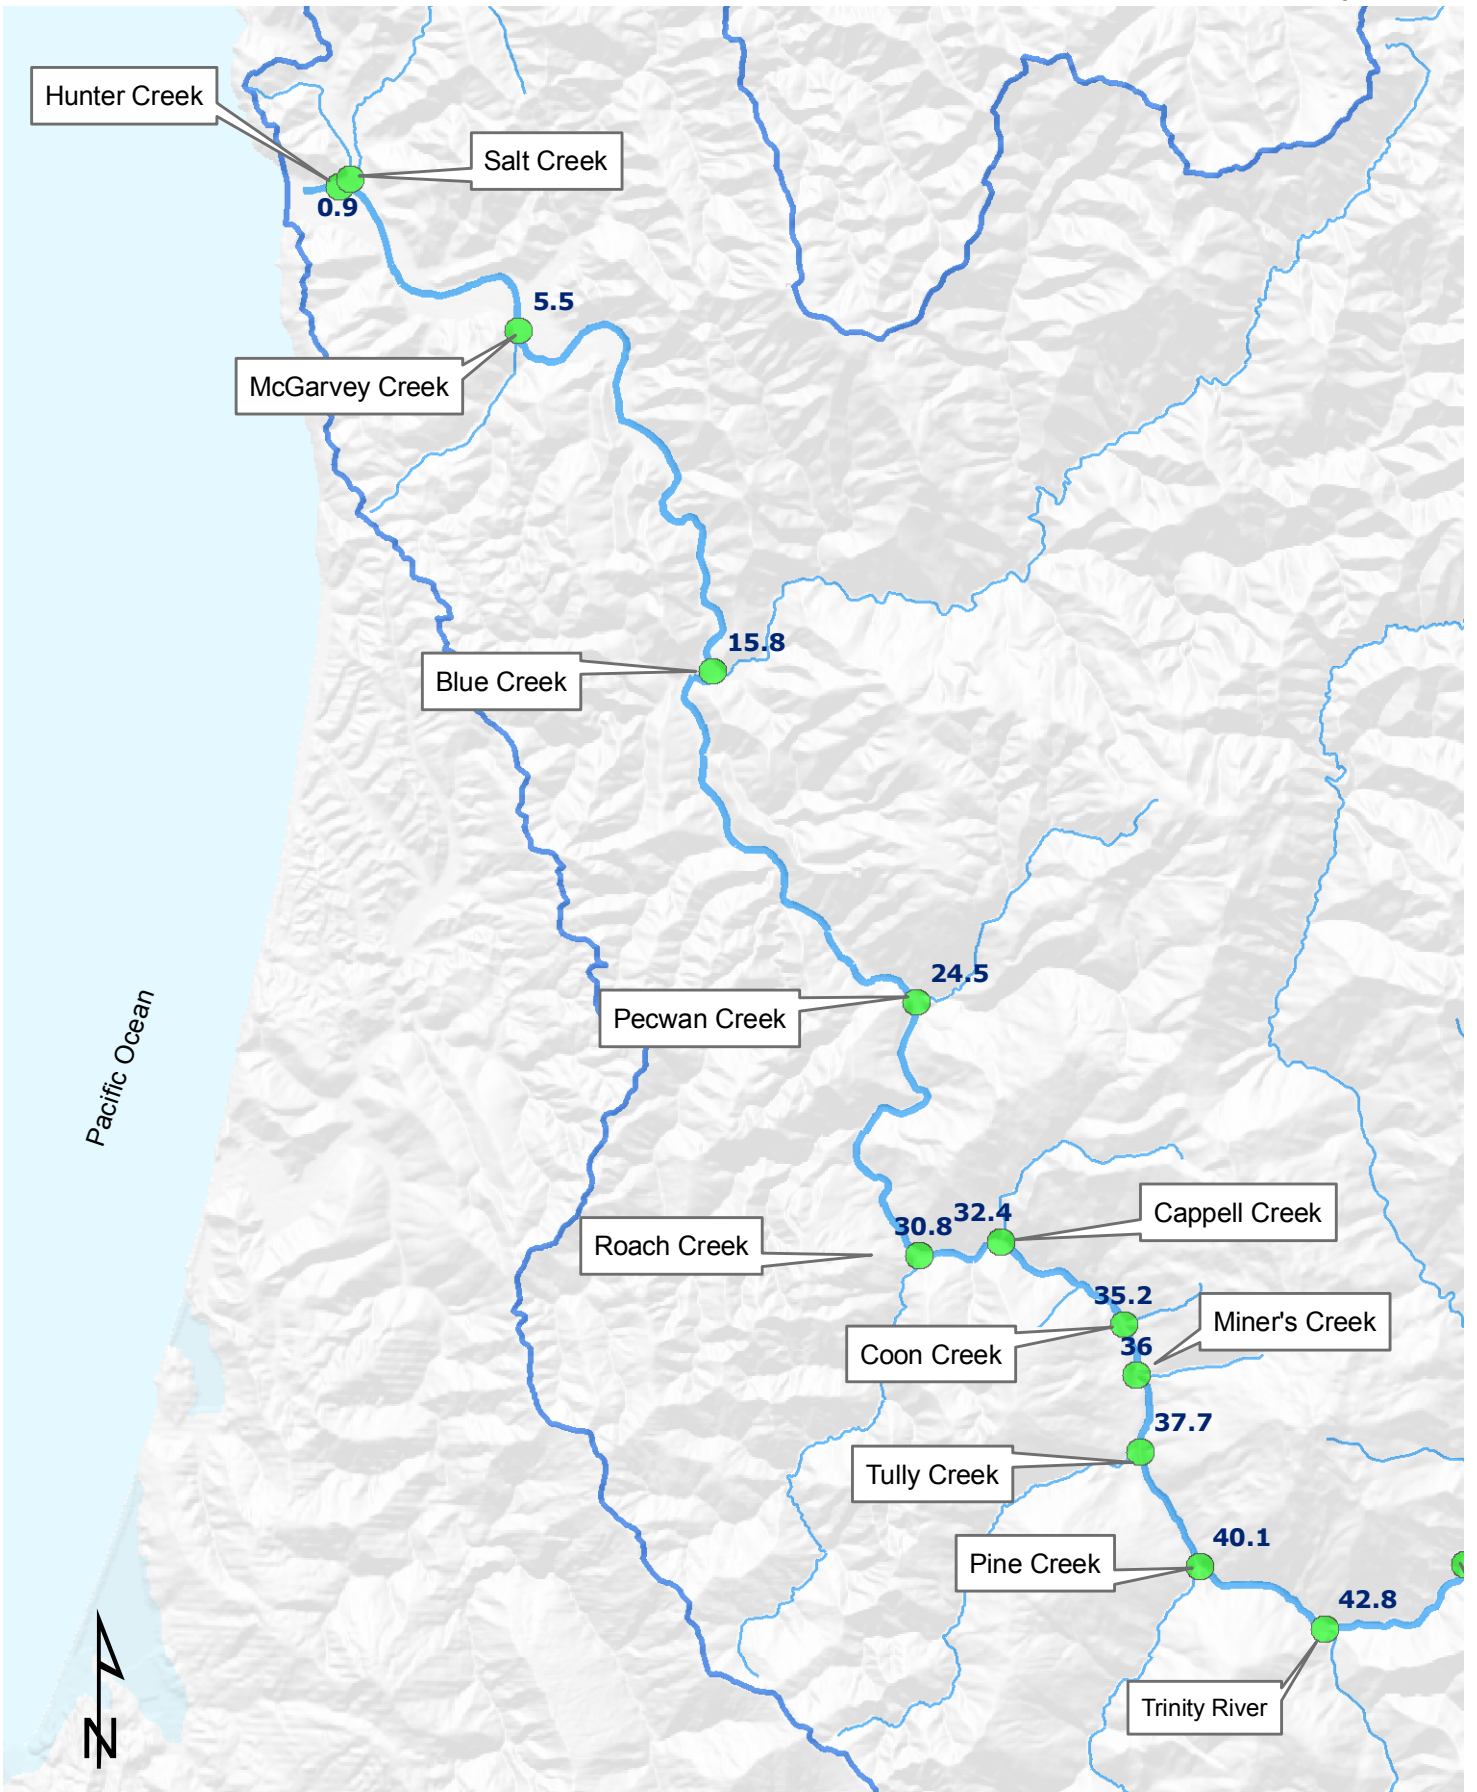 Hunter Creek
Salt Creek
0.9
5.5
McGarvey Creek
15.8
Blue Creek
24.5
Pecwan Creek
Pacific Ocean
Cappell Creek
32.4
30.8
Roach Creek
35.2
Miner's Creek
Coon Creek
36
37.7
Tully Creek
40.1
Pine Creek
42.8
Trinity River
N